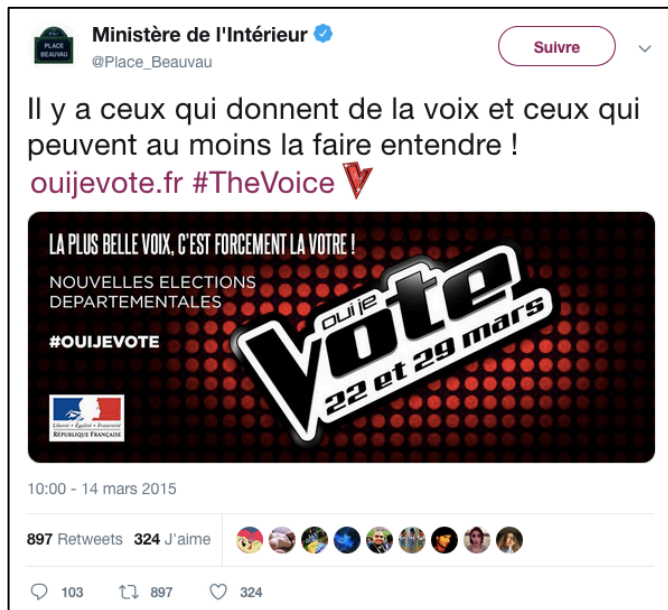 PLACE
BEAUVAU
Ministère de l'Intérieur
@Place_Beauvau
Suivre
Il y a ceux qui donnent de la voix et ceux qui
peuvent au moins la faire entendre !
ouijevote.fr #TheVoice
LA PLUS BELLE VOIX, C'EST FORCEMENT LA VOTRE !
NOUVELLES ELECTIONS
DEPARTEMENTALES
#OUIJEVOTE
oui je
Vote
22 et 29 mars
Liberté • Égalité • Fraternité
RÉPUBLIQUE FRANÇAISE
10:00 - 14 mars 2015
897 Retweets 324 J'aime
103 897 324